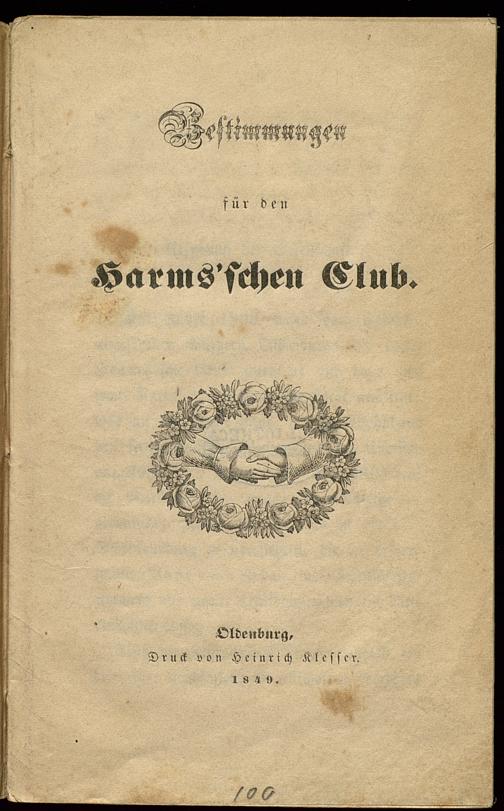 Bestimmungen
für den
Harms'schen Club.
Oldenburg,
Druck von Heinrich Klesser.
1849.
100